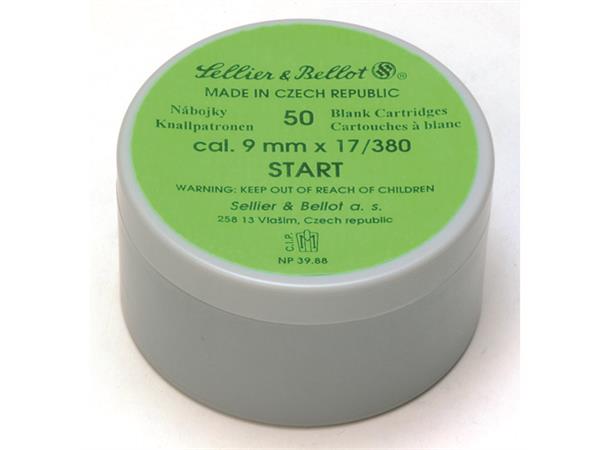 Sellier & Bellot S&B ®
MADE IN CZECH REPUBLIC
Nábojky 50 Blank Cartridges
Knallpatronen Cartouches à blanc
cal. 9 mm x 17/380
START
WARNING: KEEP OUT OF REACH OF CHILDREN
Sellier & Bellot a. s.
258 13 Vlašim, Czech republic
C.I.P.
NP 39.88